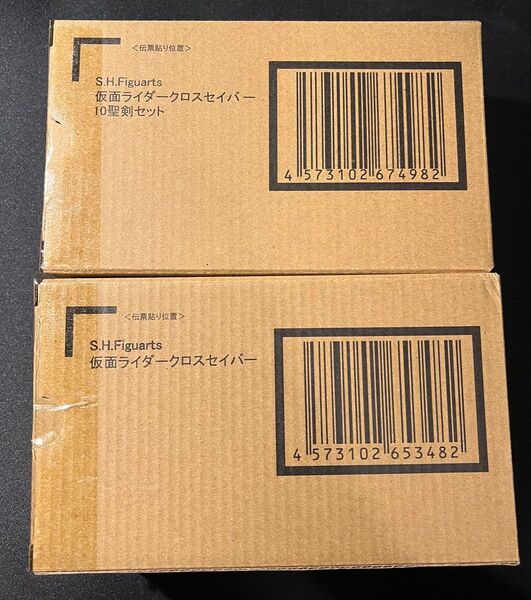 <伝票貼り位置>
S.H.Figuarts
仮面ライダークロスセイバー
10聖剣セット
4 573102 674982
<伝票貼り位置>
S.H.Figuarts
仮面ライダークロスセイバー
4 573102 653482